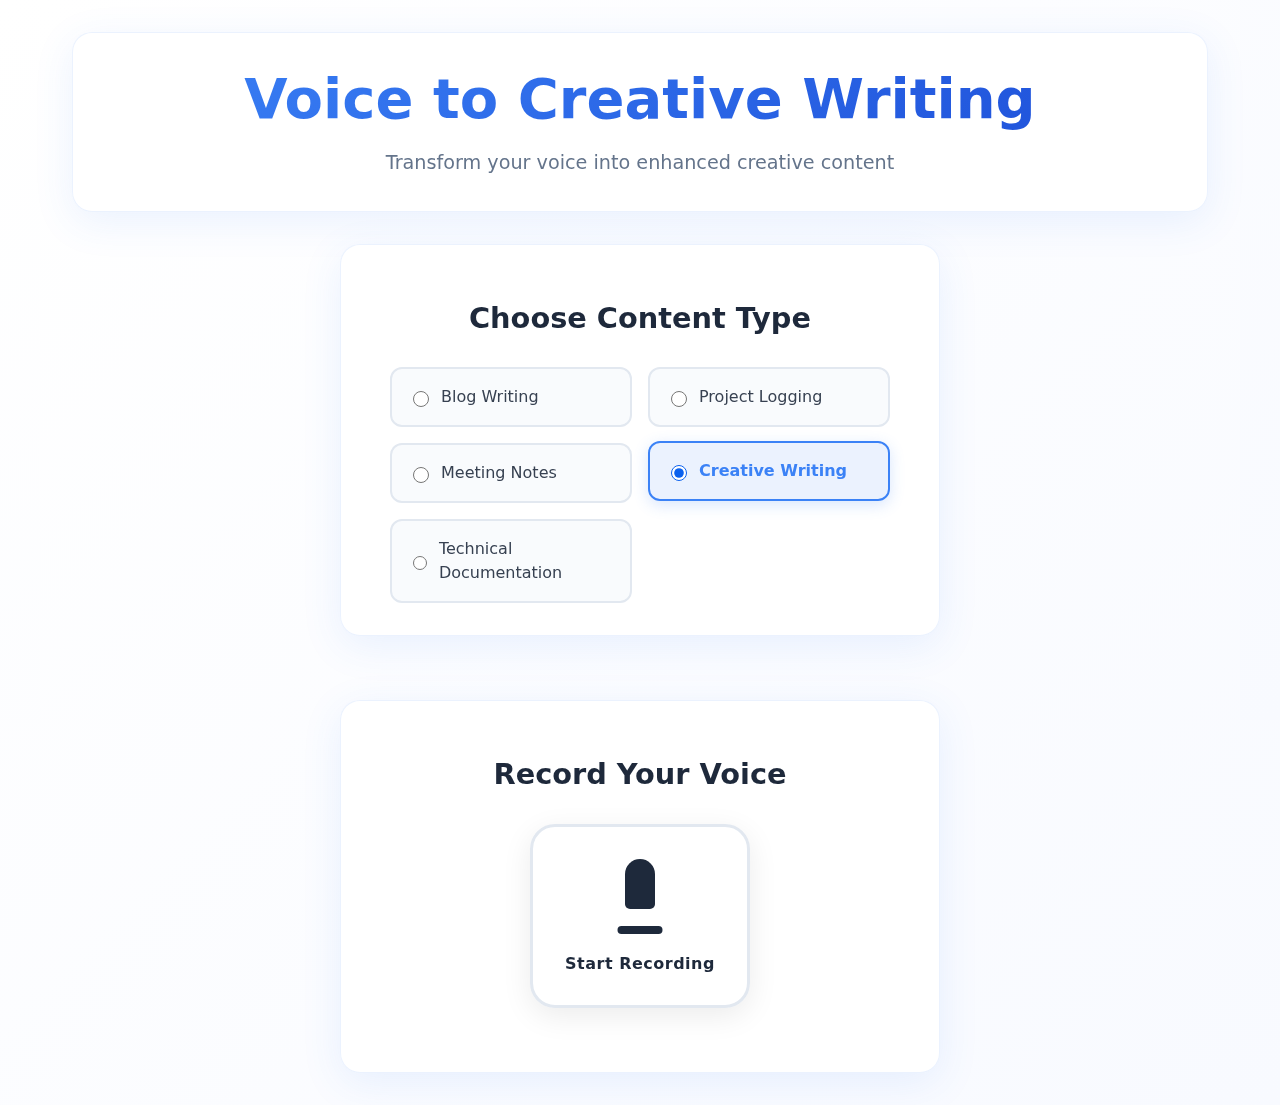 Voice to Creative Writing
Transform your voice into enhanced creative content
Choose Content Type
Blog Writing
Project Logging
Meeting Notes
Creative Writing
Technical
Documentation
Record Your Voice
Start Recording